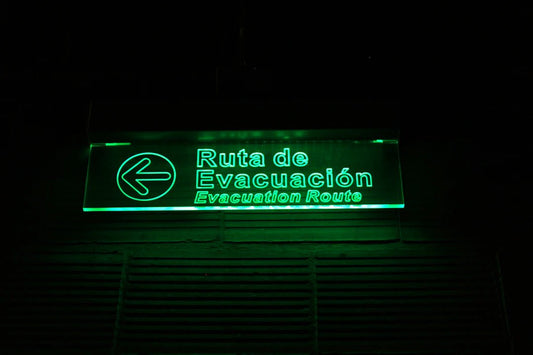 Ruta de
Evacuación
Evacuation Route